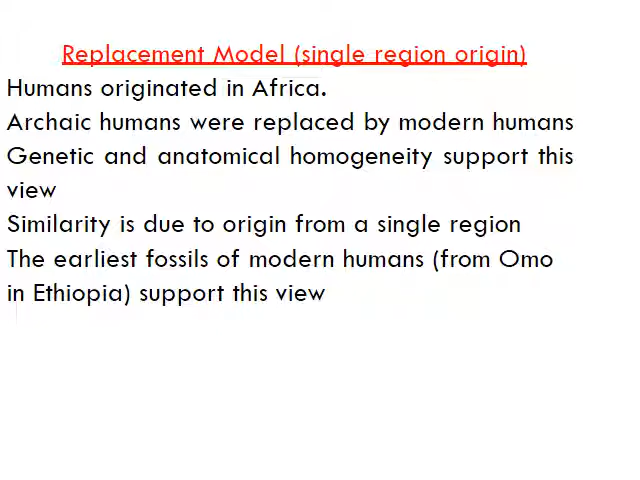 Replacement Model (single region origin)
Humans originated in Africa.
Archaic humans were replaced by modern humans
Genetic and anatomical homogeneity support this
view
Similarity is due to origin from a single region
The earliest fossils of modern humans (from Omo
in Ethiopia) support this view